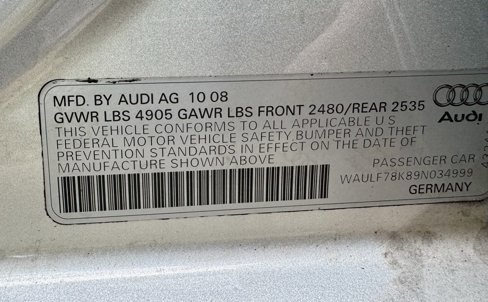 MFD. BY AUDI AG 10 08
GVWR LBS 4905 GAWR LBS FRONT 2480/REAR 2535
THIS VEHICLE CONFORMS TO ALL APPLICABLE U S
FEDERAL MOTOR VEHICLE SAFETY,BUMPER AND THEFT
PREVENTION STANDARDS IN EFFECT ON THE DATE OF
MANUFACTURE SHOWN ABOVE
Audi
PASSENGER CAR
WAULF78K89N034999
GERMANY